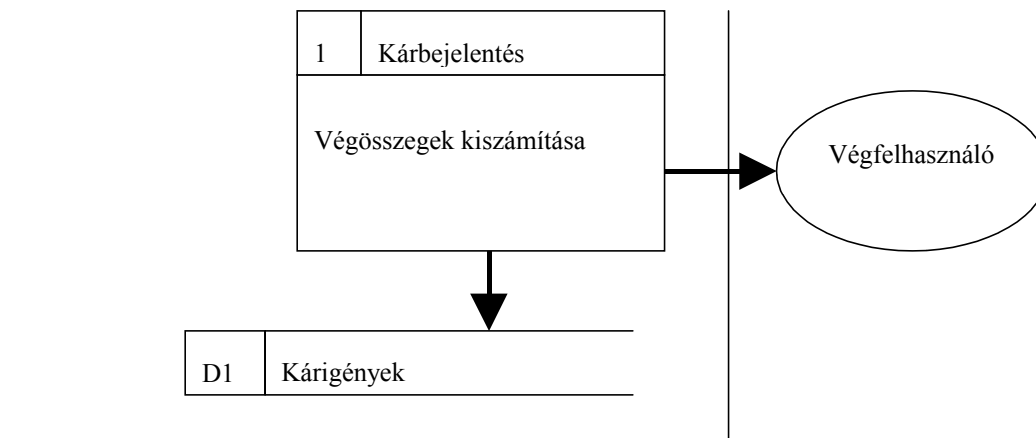 1 Kárbejelentés
Végösszegek kiszámítása
Végfelhasználó
D1 Kárigények